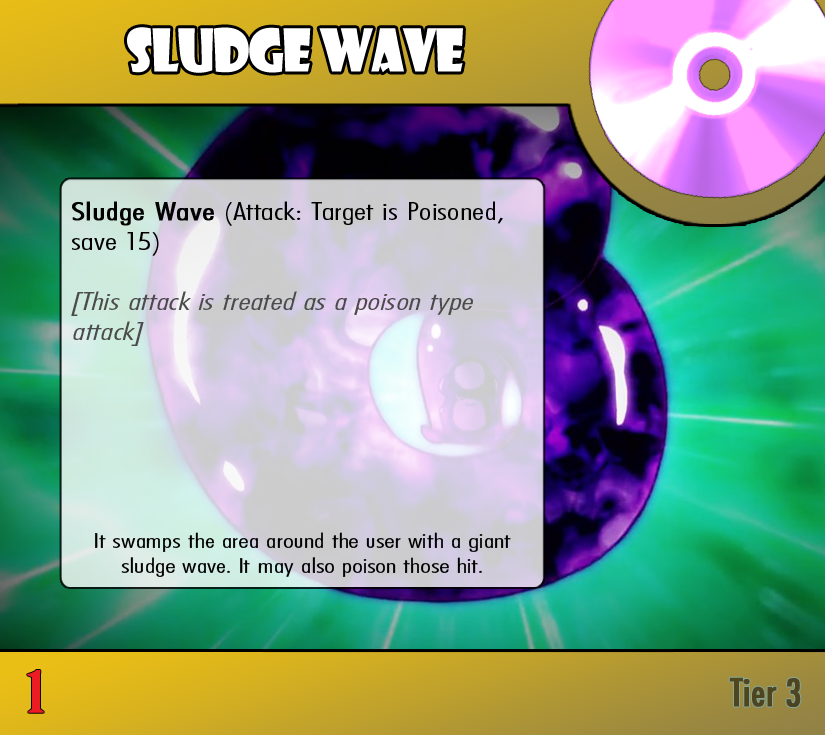 SLUDGE WAVE
Sludge Wave (Attack: Target is Poisoned,
save 15)
[This attack is treated as a poison type
attack]
It swamps the area around the user with a giant
sludge wave. It may also poison those hit.
1
Tier 3